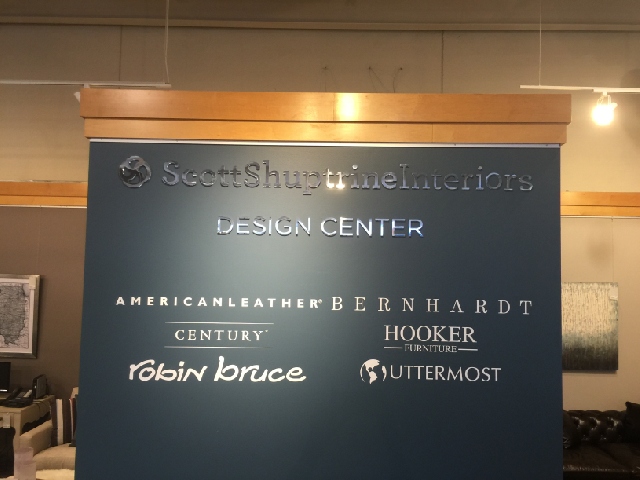 ScottShuptrineInteriors
DESIGN CENTER
AMERICANLEATHER® BERNHARDT
CENTURY HOOKER
FURNITURE
robin bruce UTTERMOST